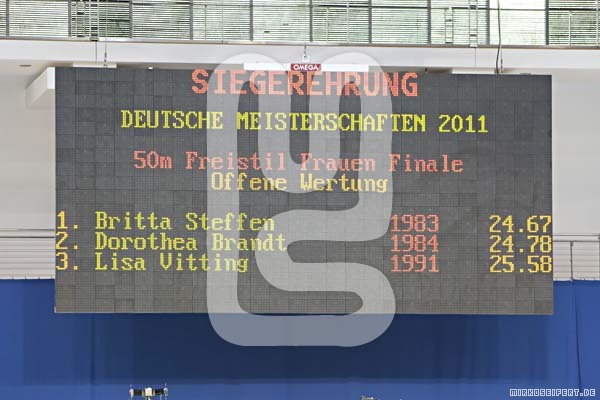 OMEGA
SIEGEREHRUNG
DEUTSCHE MEISTERSCHAFTEN 2011
50m Freistil Frauen Finale
Offene Wertung
1. Britta Steffen 1983 24.67
2. Dorothea Brandt 1984 24.78
3. Lisa Vitting 1991 25.58
MIRKOSEIFERT.DE